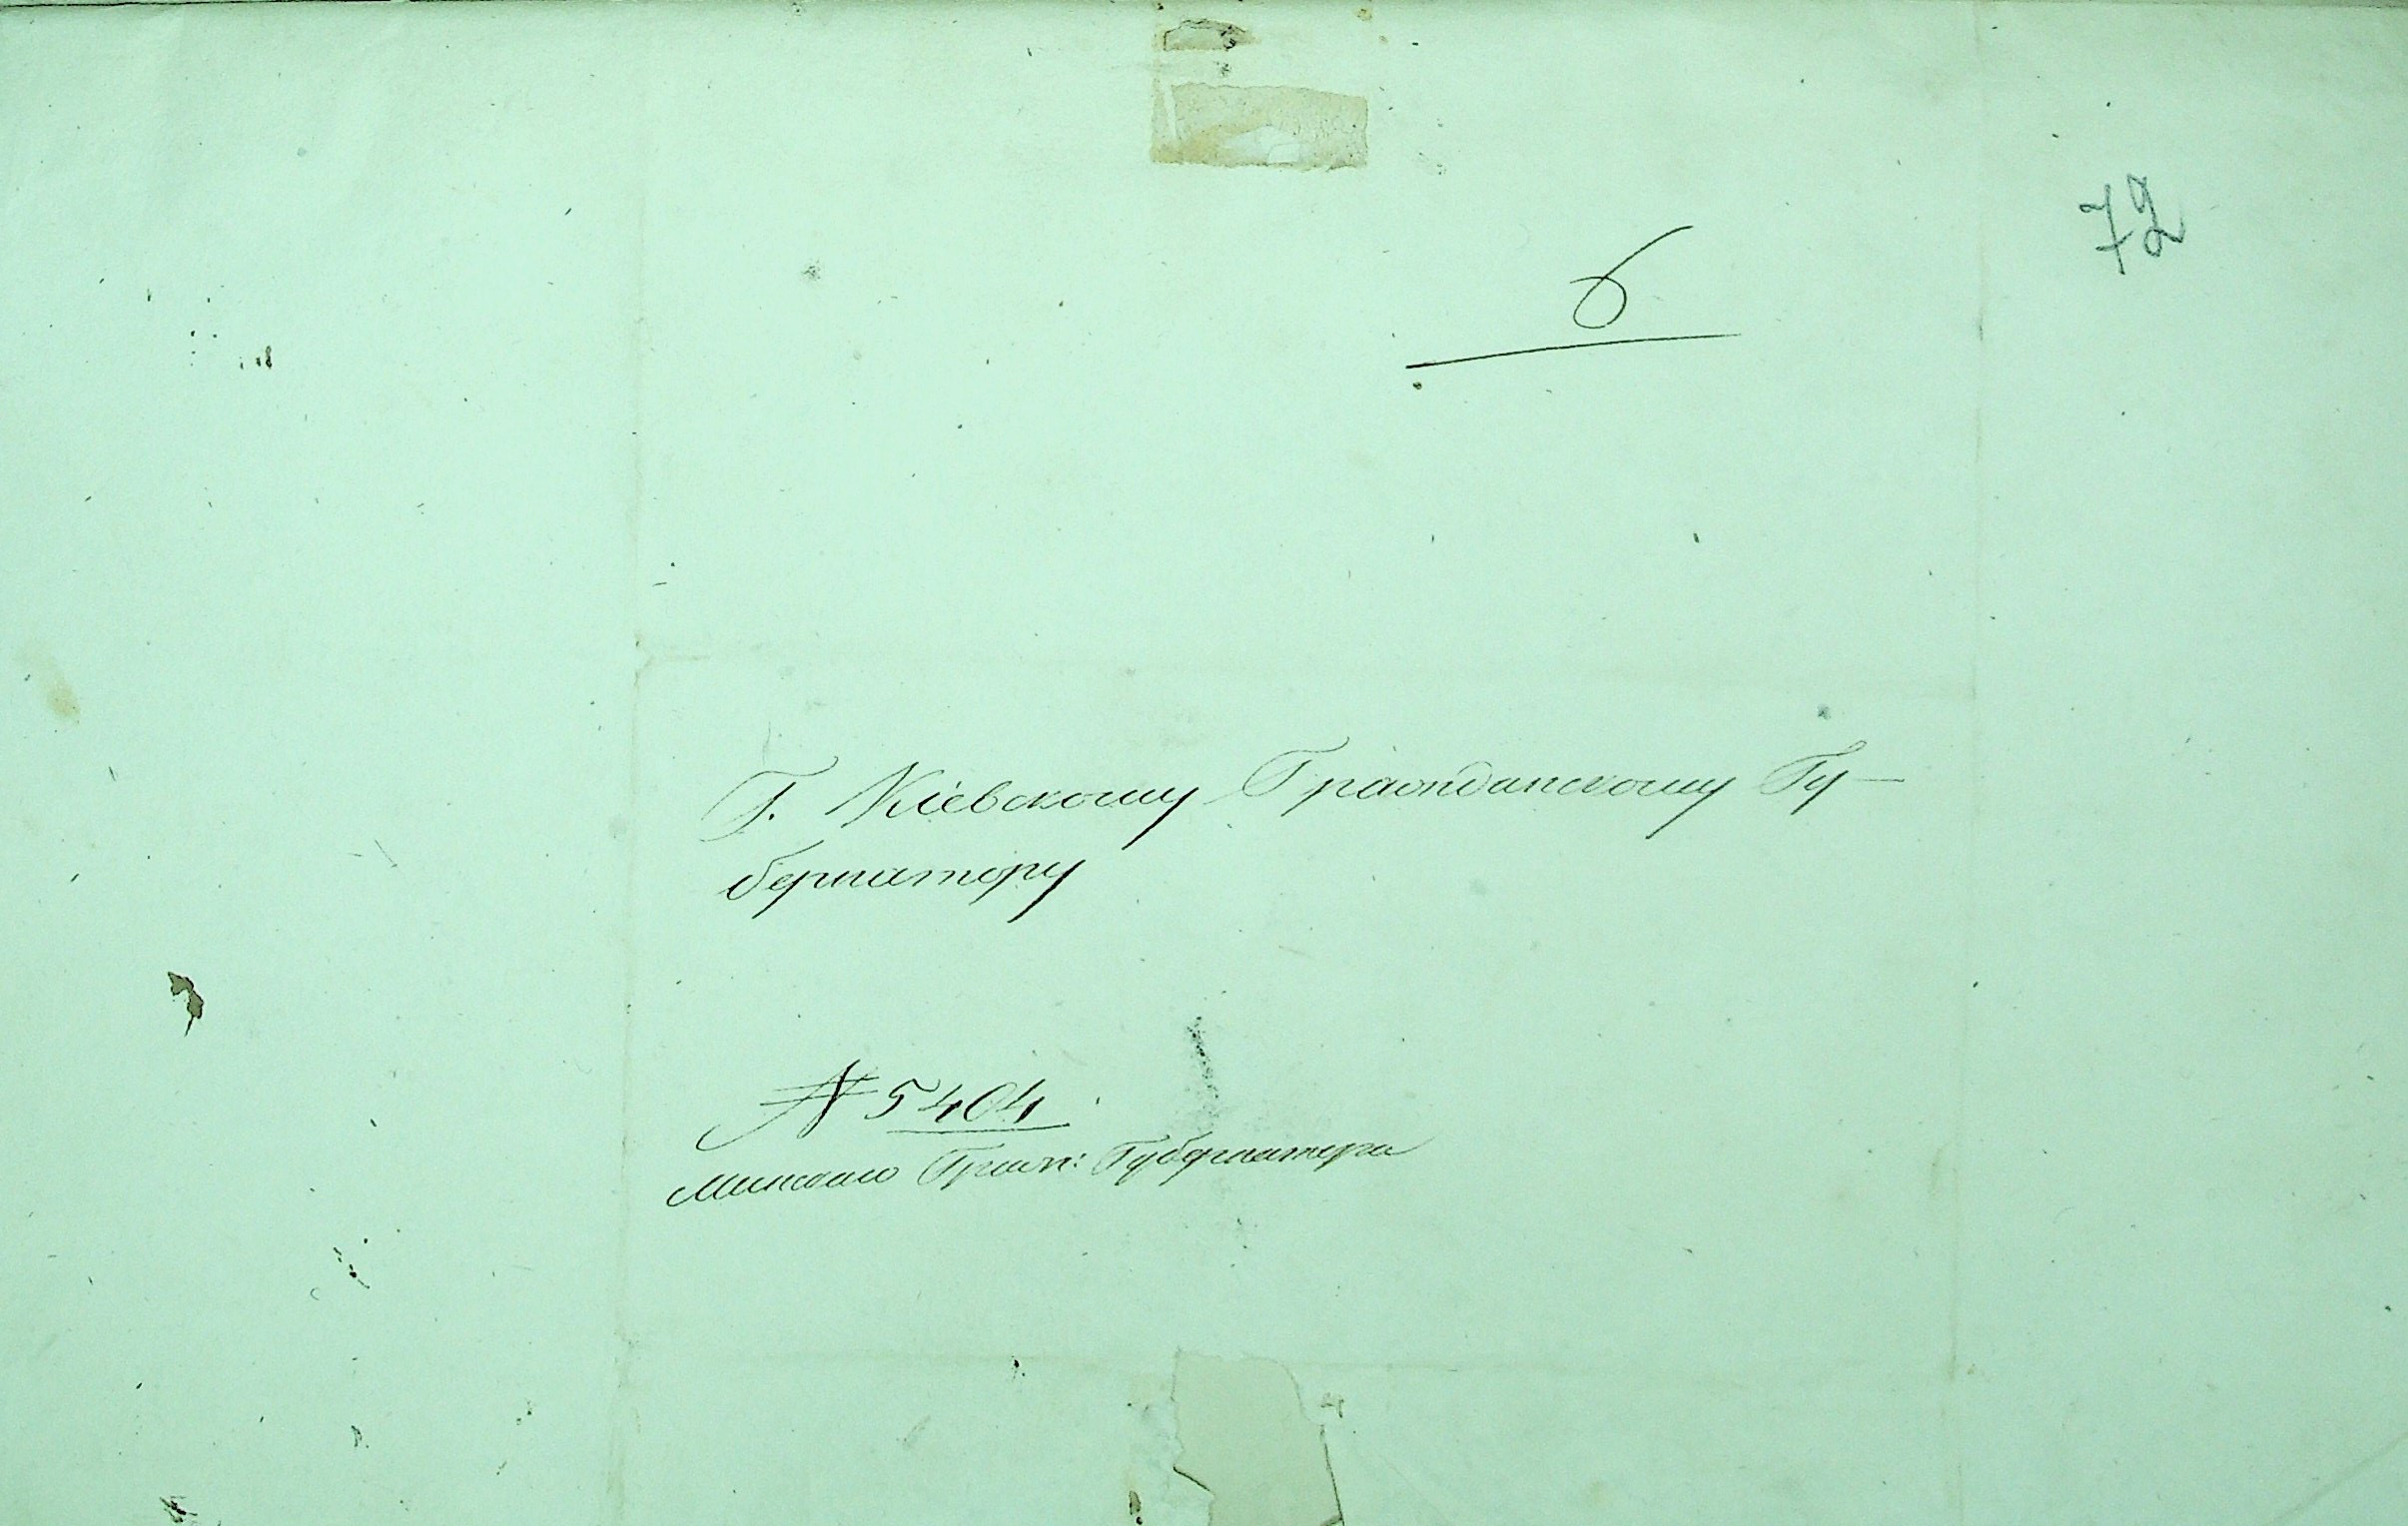 72
6
Г. Кіевскому Гражданскому Гу-
бернатору
№ 5404
Минскаго Граж: Губернатора